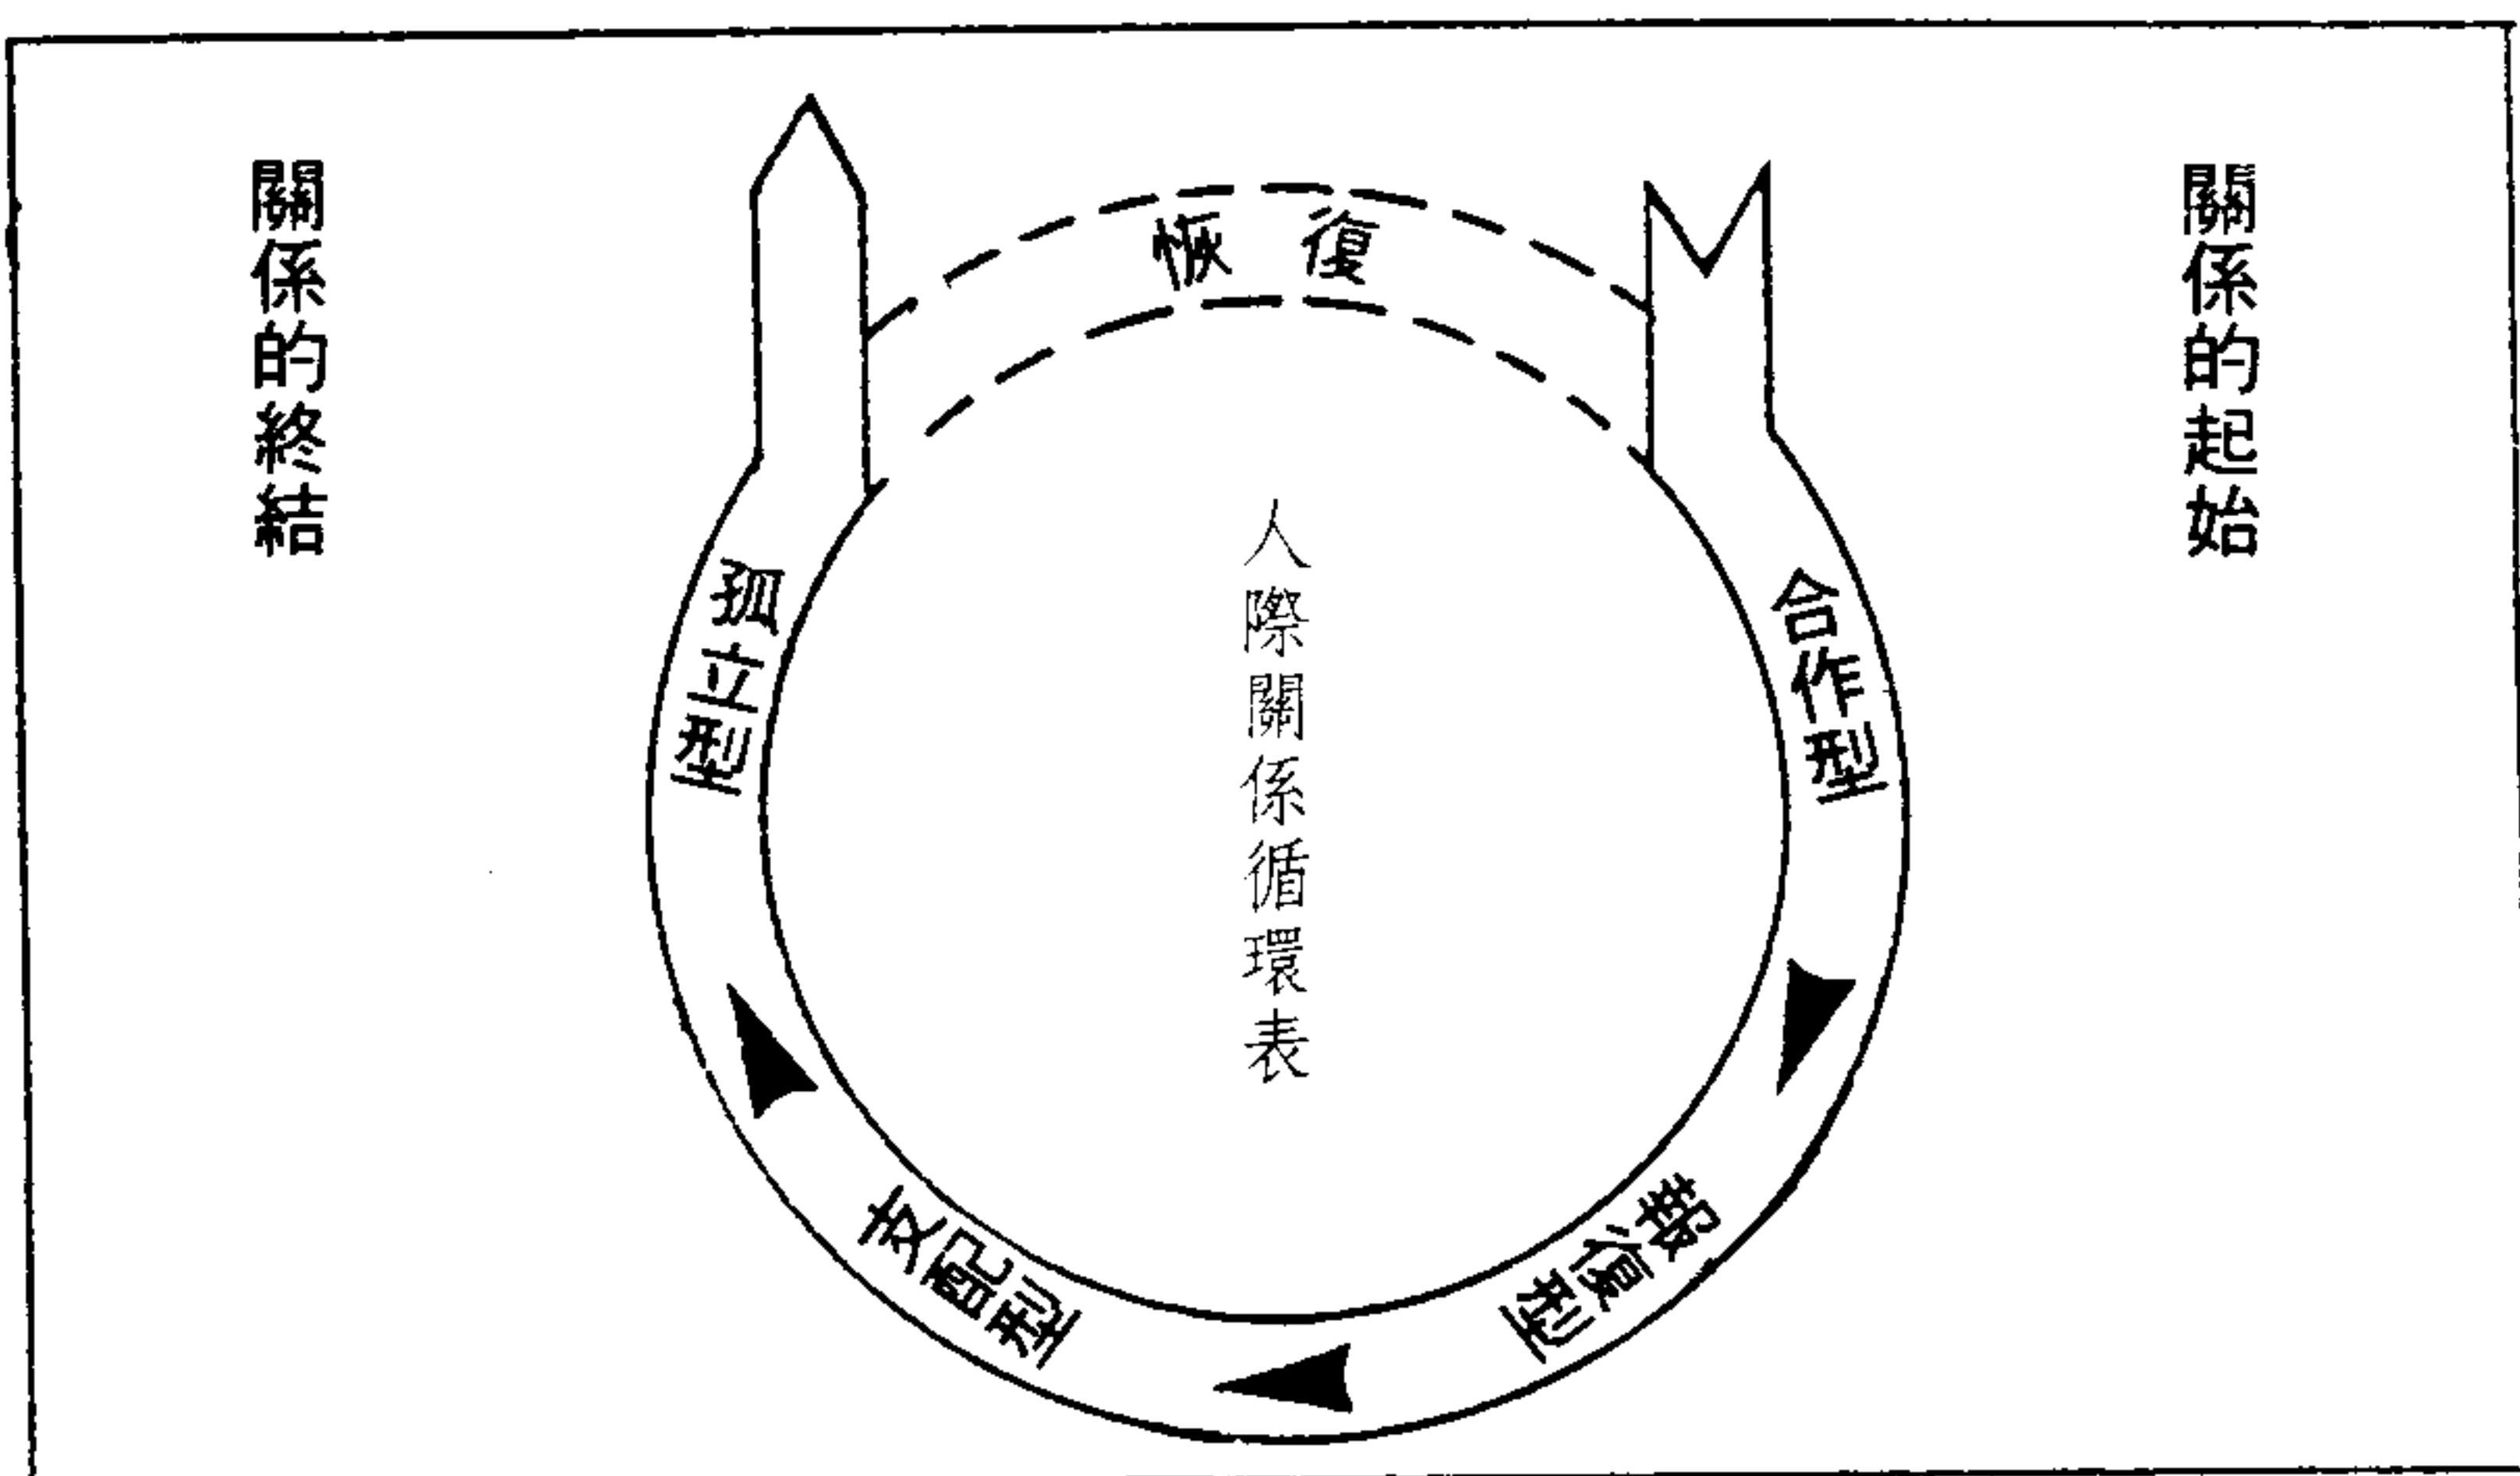 關係的起始
合作型
報復型
支配型
孤立型
關係的終結
恢復
人際關係循環表